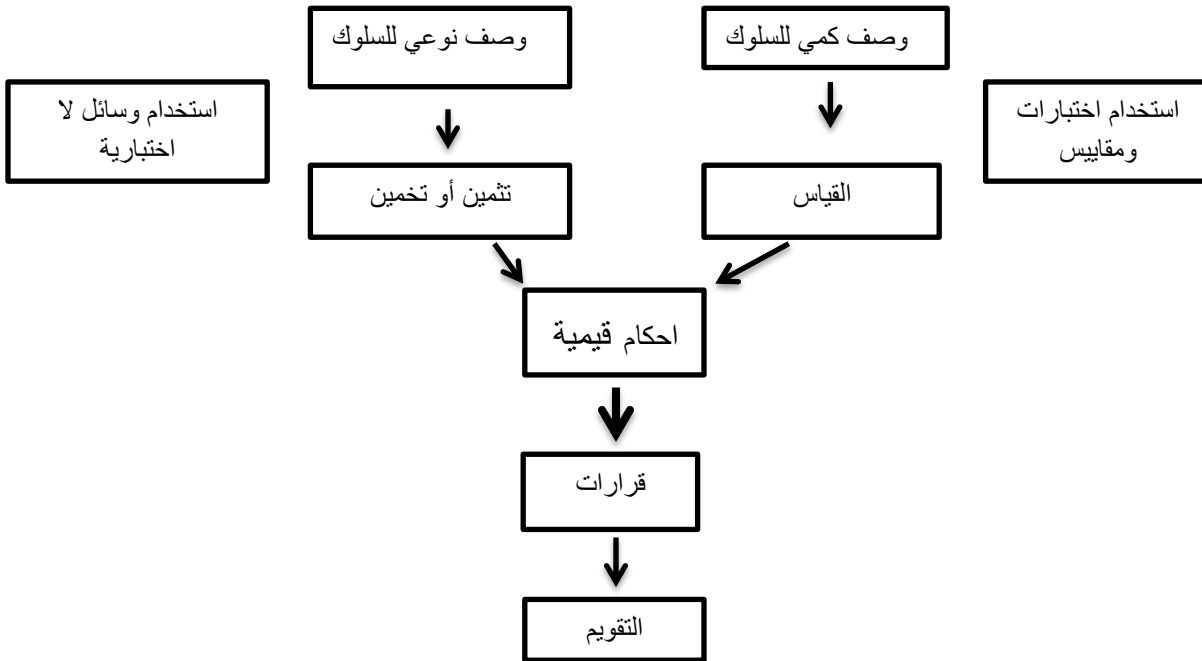 وصف كمي للسلوك
وصف نوعي للسلوك
استخدام اختبارات
ومقاييس
استخدام وسائل لا
اختبارية
القياس
تثمين أو تخمين
احكام قيمية
قرارات
التقويم